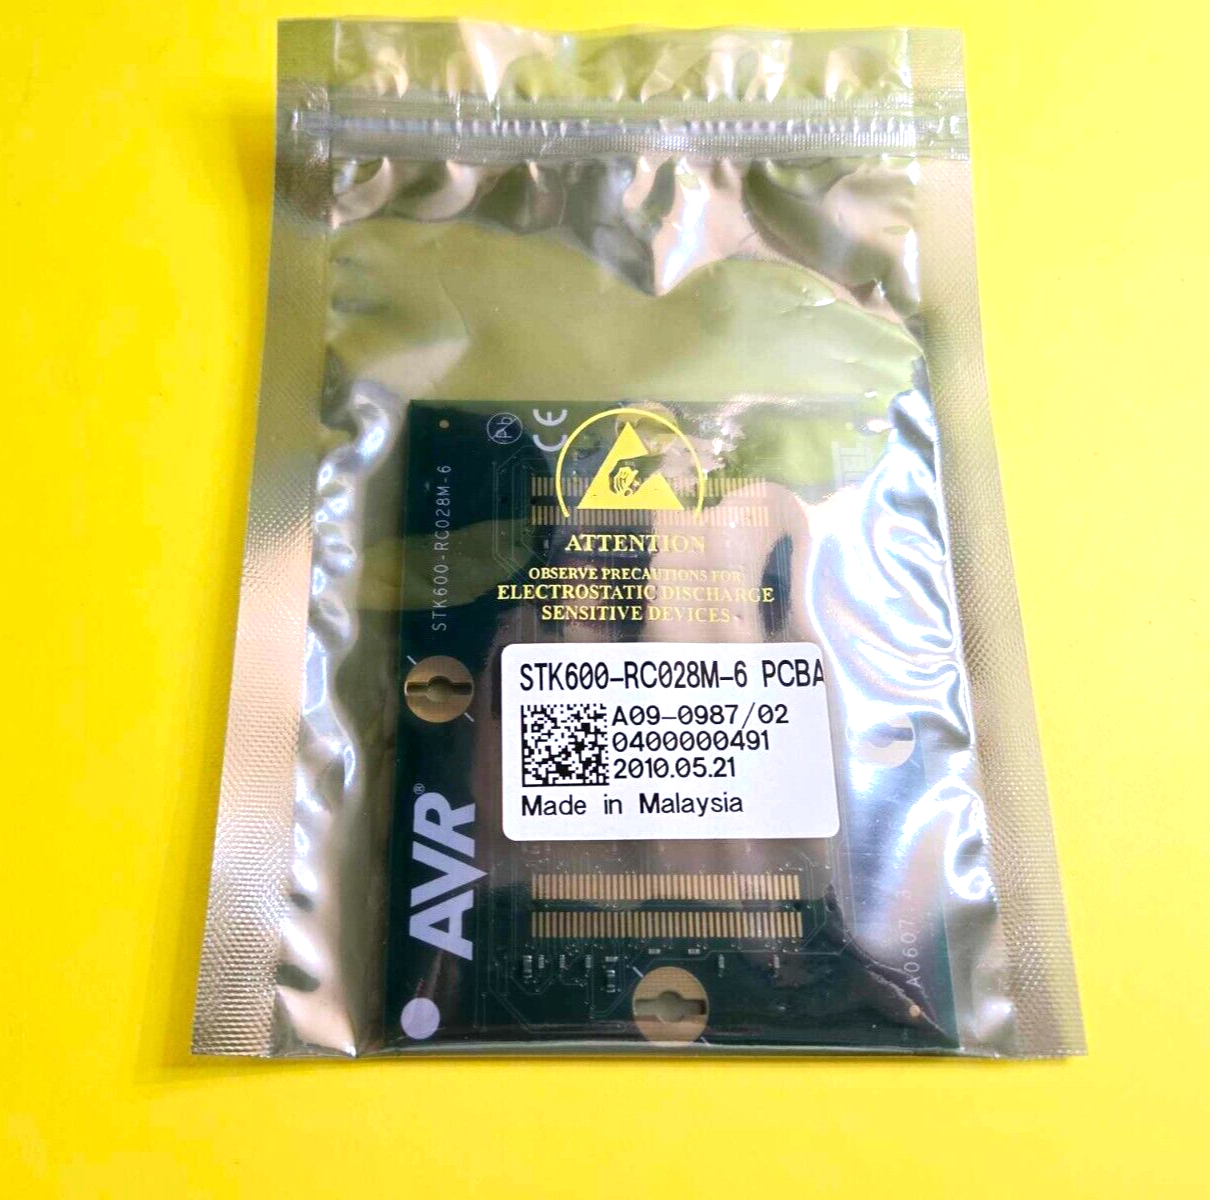 Pb
CE
STK600-RC028M-6
ATTENTION
OBSERVE PRECAUTIONS FOR
ELECTROSTATIC DISCHARGE
SENSITIVE DEVICES
STK600-RC028M-6 PCBA
A09-0987/02
0400000491
2010.05.21
Made in Malaysia
AVR®